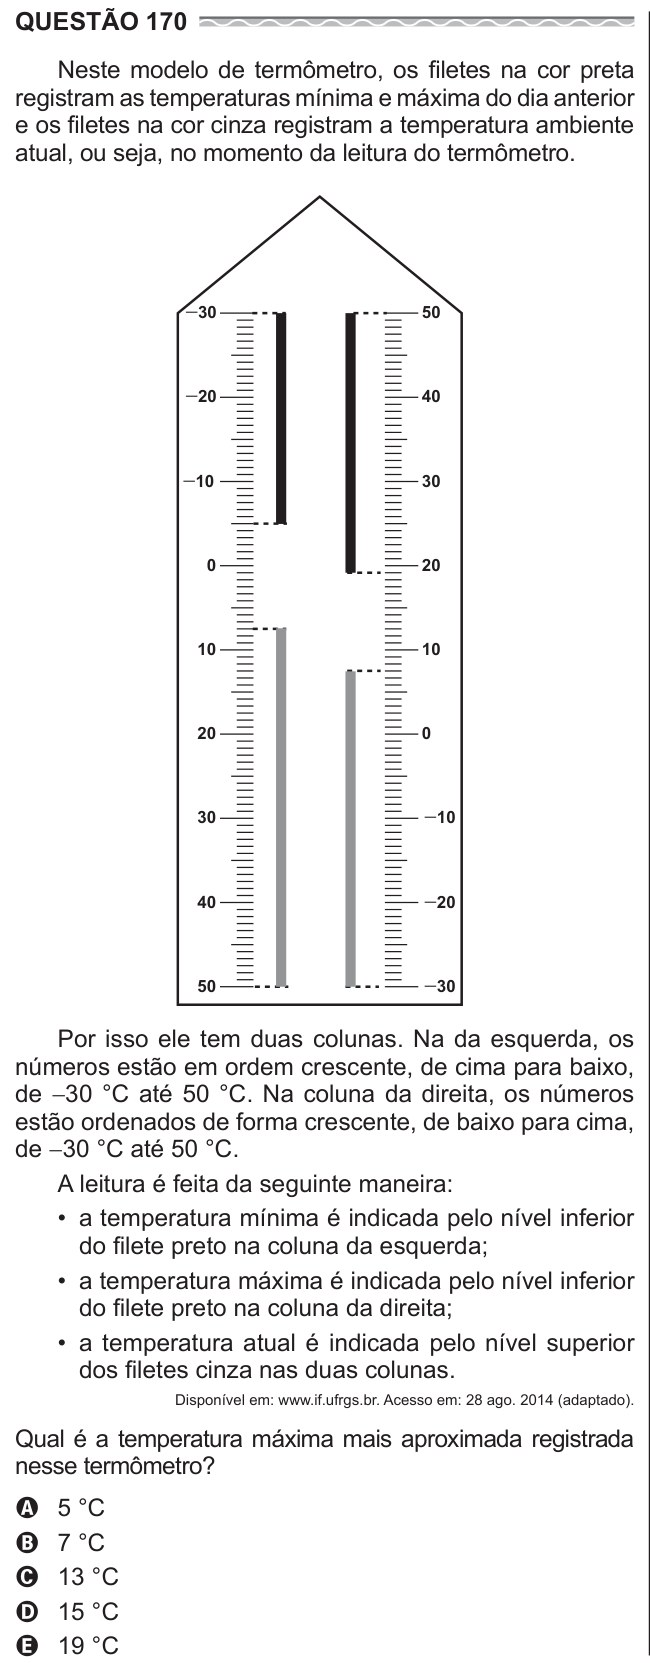 QUESTÃO 170
Neste modelo de termômetro, os filetes na cor preta
registram as temperaturas mínima e máxima do dia anterior
e os filetes na cor cinza registram a temperatura ambiente
atual, ou seja, no momento da leitura do termômetro.
−30 50
−20 40
−10 30
0 20
10 10
20 0
30 −10
40 −20
50 −30
Por isso ele tem duas colunas. Na da esquerda, os
números estão em ordem crescente, de cima para baixo,
de −30 °C até 50 °C. Na coluna da direita, os números
estão ordenados de forma crescente, de baixo para cima,
de −30 °C até 50 °C.
A leitura é feita da seguinte maneira:
• a temperatura mínima é indicada pelo nível inferior
do filete preto na coluna da esquerda;
• a temperatura máxima é indicada pelo nível inferior
do filete preto na coluna da direita;
• a temperatura atual é indicada pelo nível superior
dos filetes cinza nas duas colunas.
Disponível em: www.if.ufrgs.br. Acesso em: 28 ago. 2014 (adaptado).
Qual é a temperatura máxima mais aproximada registrada
nesse termômetro?
A 5 °C
B 7 °C
C 13 °C
D 15 °C
E 19 °C